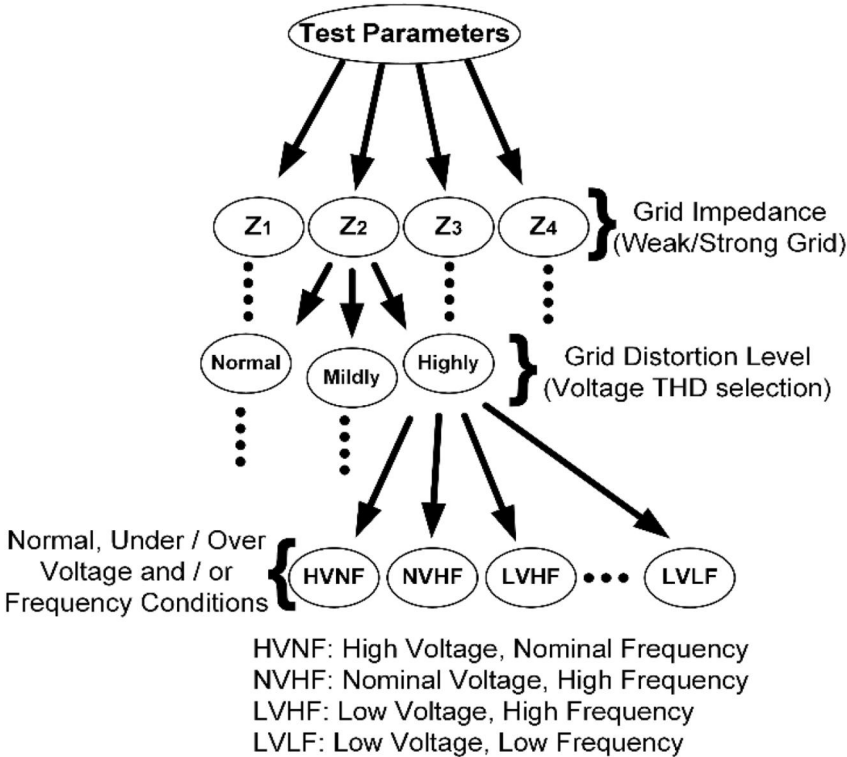 Test Parameters
Z1
Z2
Z3
Z4
Grid Impedance
(Weak/Strong Grid)
Normal
Mildly
Highly
Grid Distortion Level
(Voltage THD selection)
Normal, Under / Over
Voltage and / or
Frequency Conditions
HVNF
NVHF
LVHF
LVLF
HVNF: High Voltage, Nominal Frequency
NVHF: Nominal Voltage, High Frequency
LVHF: Low Voltage, High Frequency
LVLF: Low Voltage, Low Frequency